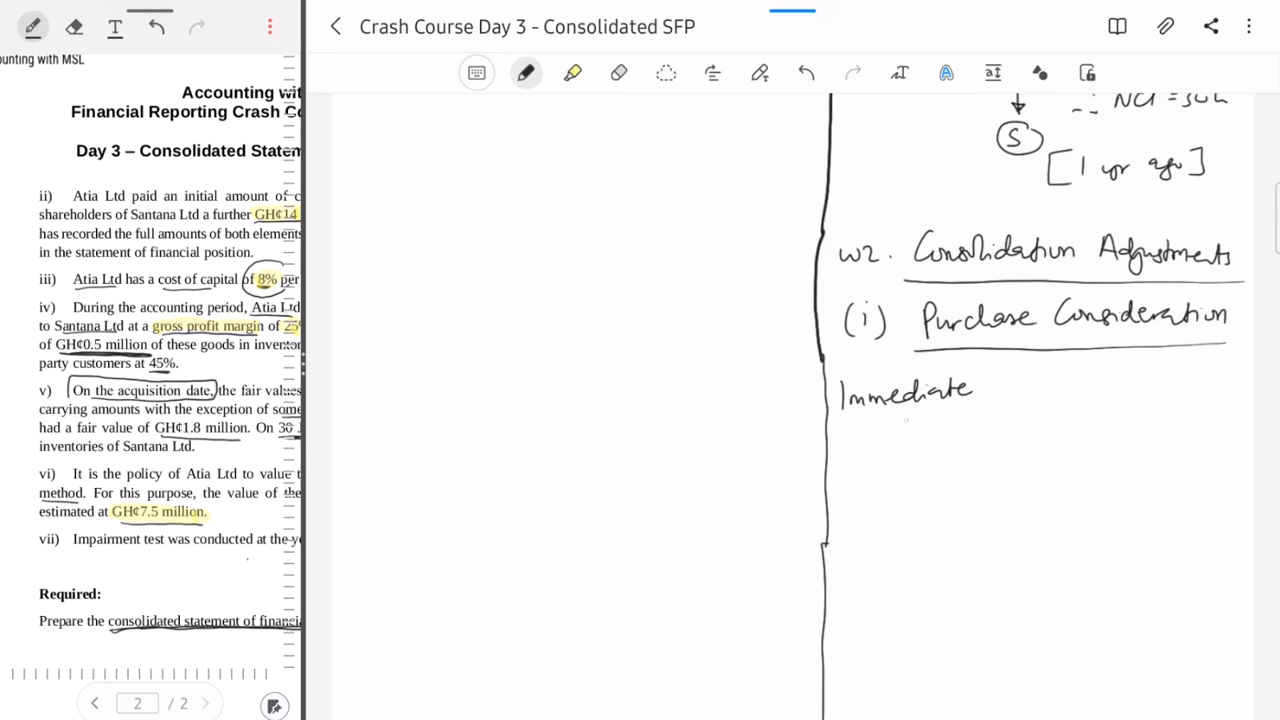 unting with MSL
Accounting wit
Financial Reporting Crash Co
Day 3 – Consolidated Statem
ii) Atia Ltd paid an initial amount of c
shareholders of Santana Ltd a further GH¢14
has recorded the full amounts of both elements
in the statement of financial position.
iii) Atia Ltd has a cost of capital of 8% per
iv) During the accounting period, Atia Ltd
to Santana Ltd at a gross profit margin of 25%
of GH¢0.5 million of these goods in inventor
party customers at 45%.
v) On the acquisition date, the fair values
carrying amounts with the exception of some
had a fair value of GH¢1.8 million. On 30 J
inventories of Santana Ltd.
vi) It is the policy of Atia Ltd to value t
method. For this purpose, the value of the
estimated at GH¢7.5 million.
vii) Impairment test was conducted at the ye
Required:
Prepare the consolidated statement of financia
2 / 2
Crash Course Day 3 - Consolidated SFP
S
[1 yr ago]
W2. Consolidation Adjustments
(i) Purchase Consideration
Immediate